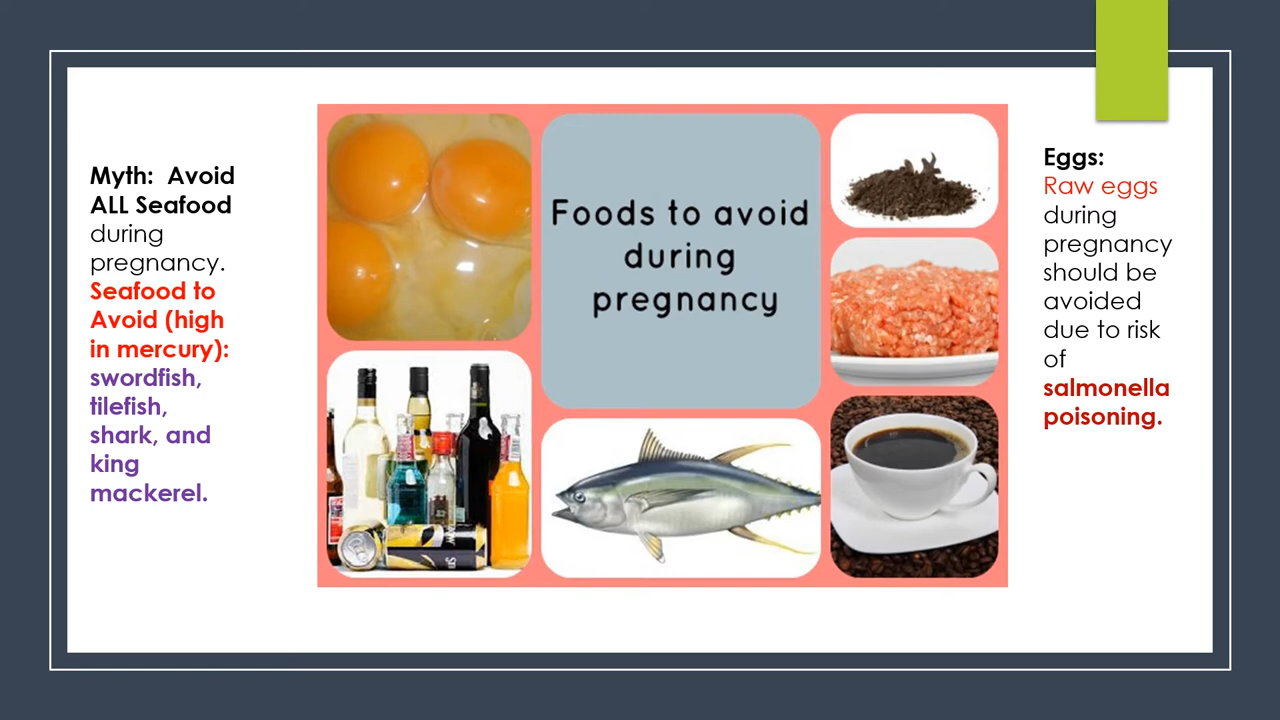 Myth:  Avoid
ALL Seafood
during
pregnancy.
Seafood to
Avoid (high
in mercury):
swordfish,
tilefish,
shark, and
king
mackerel.
Foods to avoid
during
pregnancy
Eggs:
Raw eggs
during
pregnancy
should be
avoided
due to risk
of
salmonella
poisoning.